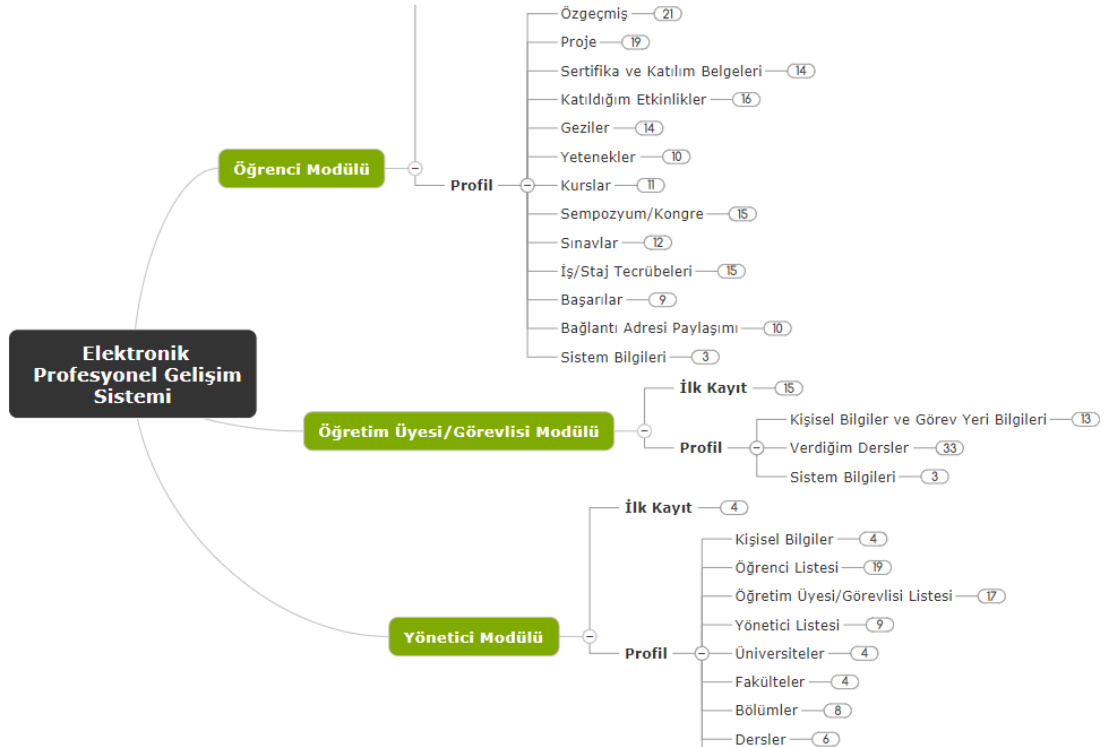 Özgeçmiş 21
Proje 19
Sertifika ve Katılım Belgeleri 14
Katıldığım Etkinlikler 16
Geziler 14
Öğrenci Modülü
Yetenekler 10
Profil
Kurslar 11
Sempozyum/Kongre 15
Sınavlar 12
İş/Staj Tecrübeleri 15
Başarılar 9
Bağlantı Adresi Paylaşımı 10
Sistem Bilgileri 3
Elektronik
Profesyonel Gelişim
Sistemi
İlk Kayıt 15
Öğretim Üyesi/Görevlisi Modülü
Kişisel Bilgiler ve Görev Yeri Bilgileri 13
Profil
Verdiğim Dersler 33
Sistem Bilgileri 3
İlk Kayıt 4
Kişisel Bilgiler 4
Öğrenci Listesi 19
Öğretim Üyesi/Görevlisi Listesi 17
Yönetici Modülü
Yönetici Listesi 9
Profil
Üniversiteler 4
Fakülteler 4
Bölümler 8
Dersler 6